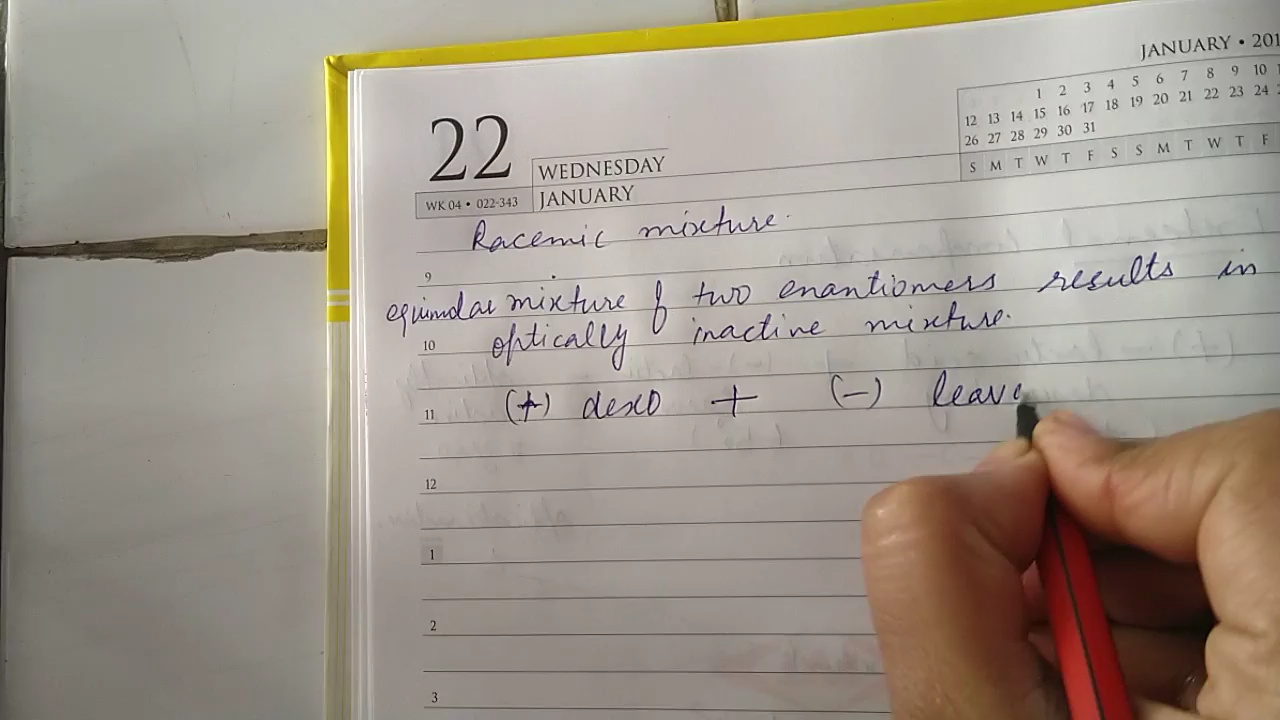 JANUARY • 201
1 2 3 4 5 6 7 8 9 10
12 13 14 15 16 17 18 19 20 21 22 23 24
26 27 28 29 30 31
S M T W T F S S M T W T F
22
WEDNESDAY
WK 04 • 022-343 JANUARY
Racemic mixture.
9
equimolar mixture of two enantiomers results in
10 optically inactive mixture.
11 (+) dexo + (-) leavo
12
1
2
3